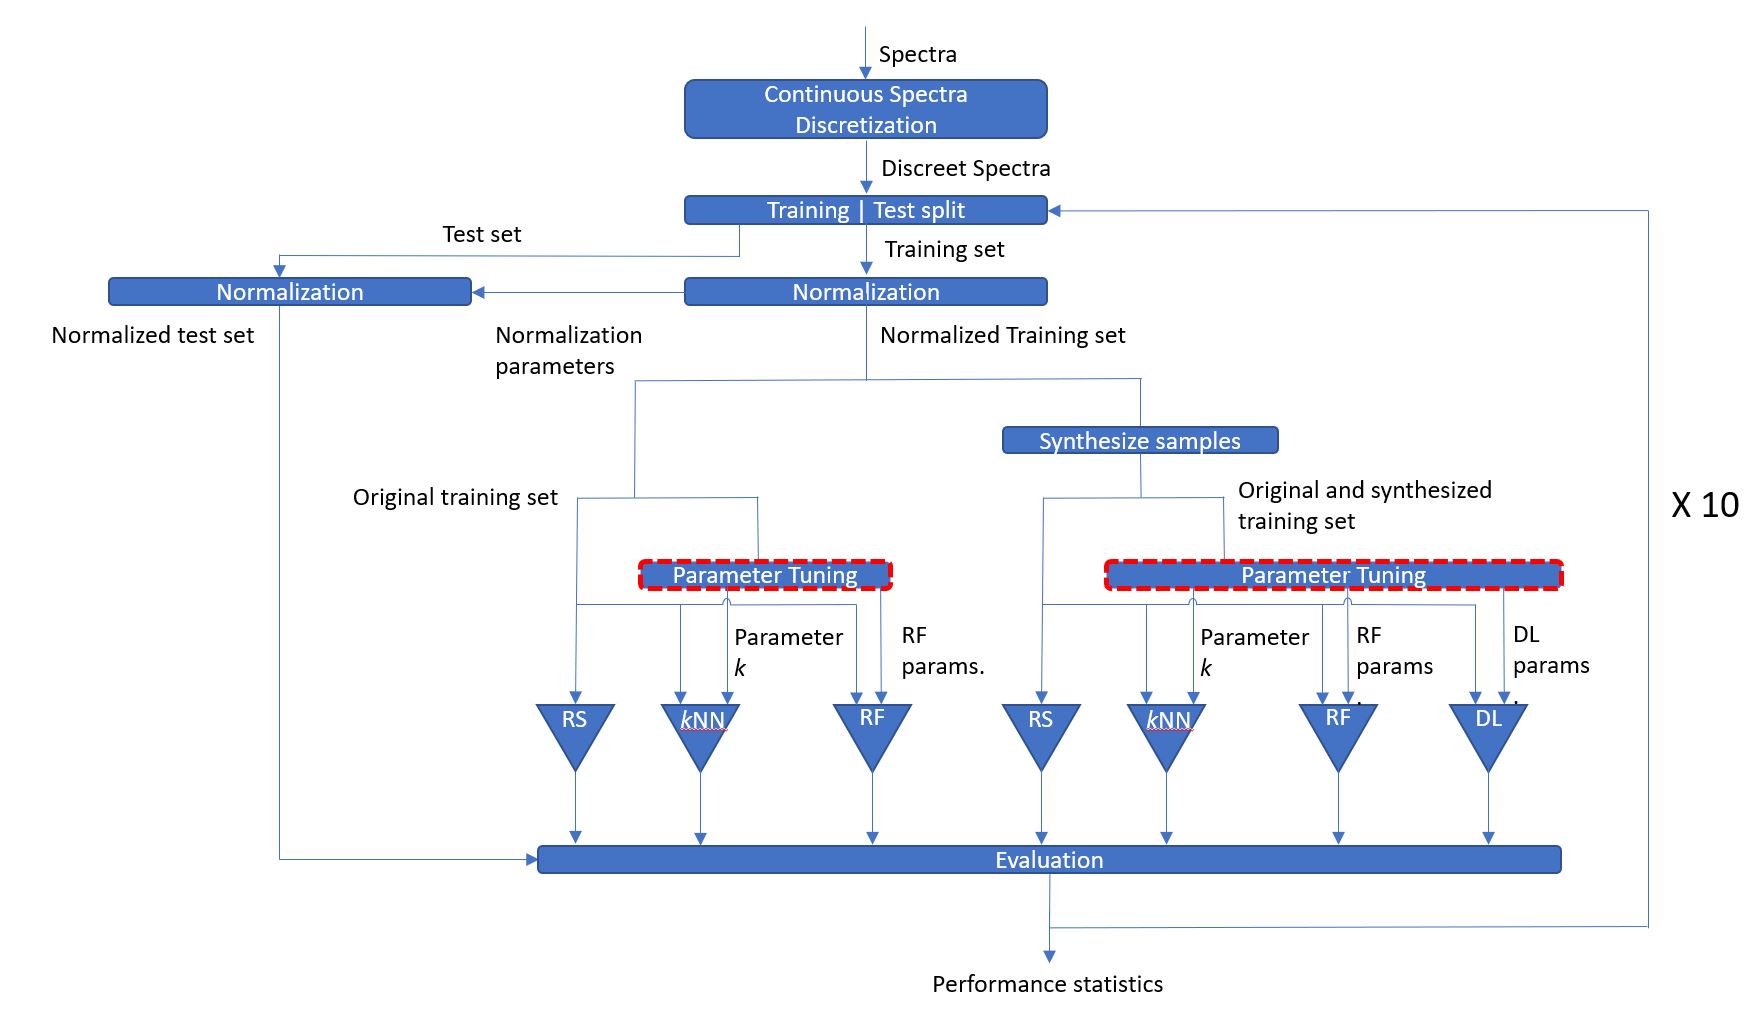 Spectra
Continuous Spectra
Discretization
Discreet Spectra
Training | Test split
Test set
Training set
Normalization
Normalization
Normalized test set
Normalization
parameters
Normalized Training set
Synthesize samples
Original training set
Original and synthesized
training set
X 10
Parameter Tuning
Parameter Tuning
Parameter
k
RF
params.
Parameter
k
RF
params
.
DL
params
.
RS
kNN
RF
RS
kNN
RF
DL
Evaluation
Performance statistics